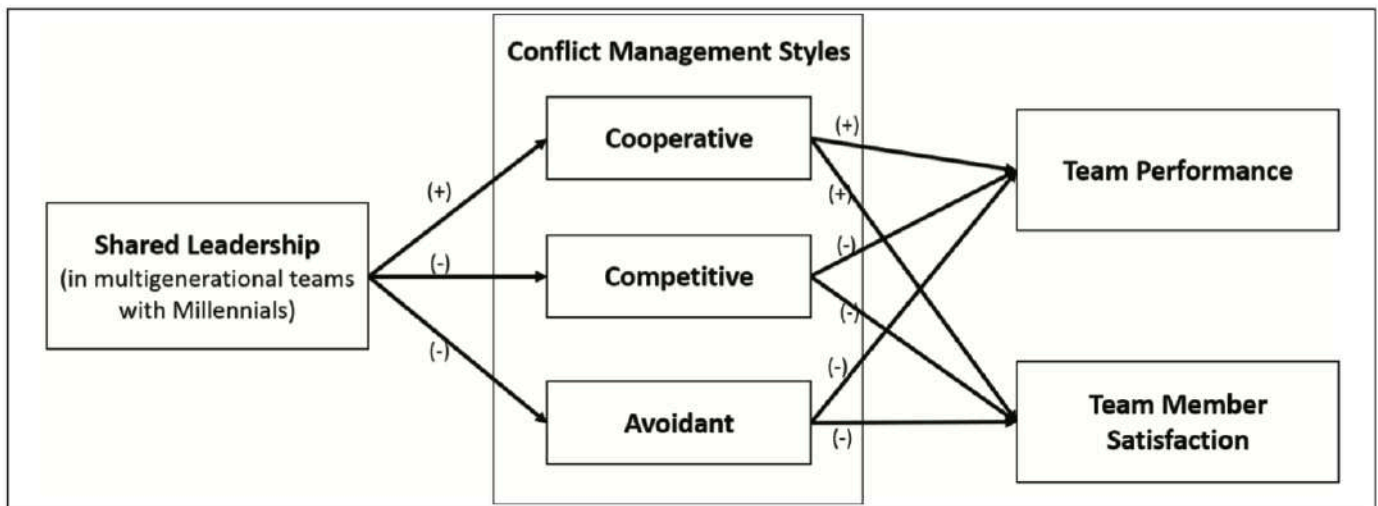 Conflict Management Styles
Cooperative
(+)
Team Performance
(+)
(+)
Shared Leadership
(in multigenerational teams
with Millennials)
(-)
Competitive
(-)
(-)
(-)
Avoidant
(-)
(-)
Team Member
Satisfaction